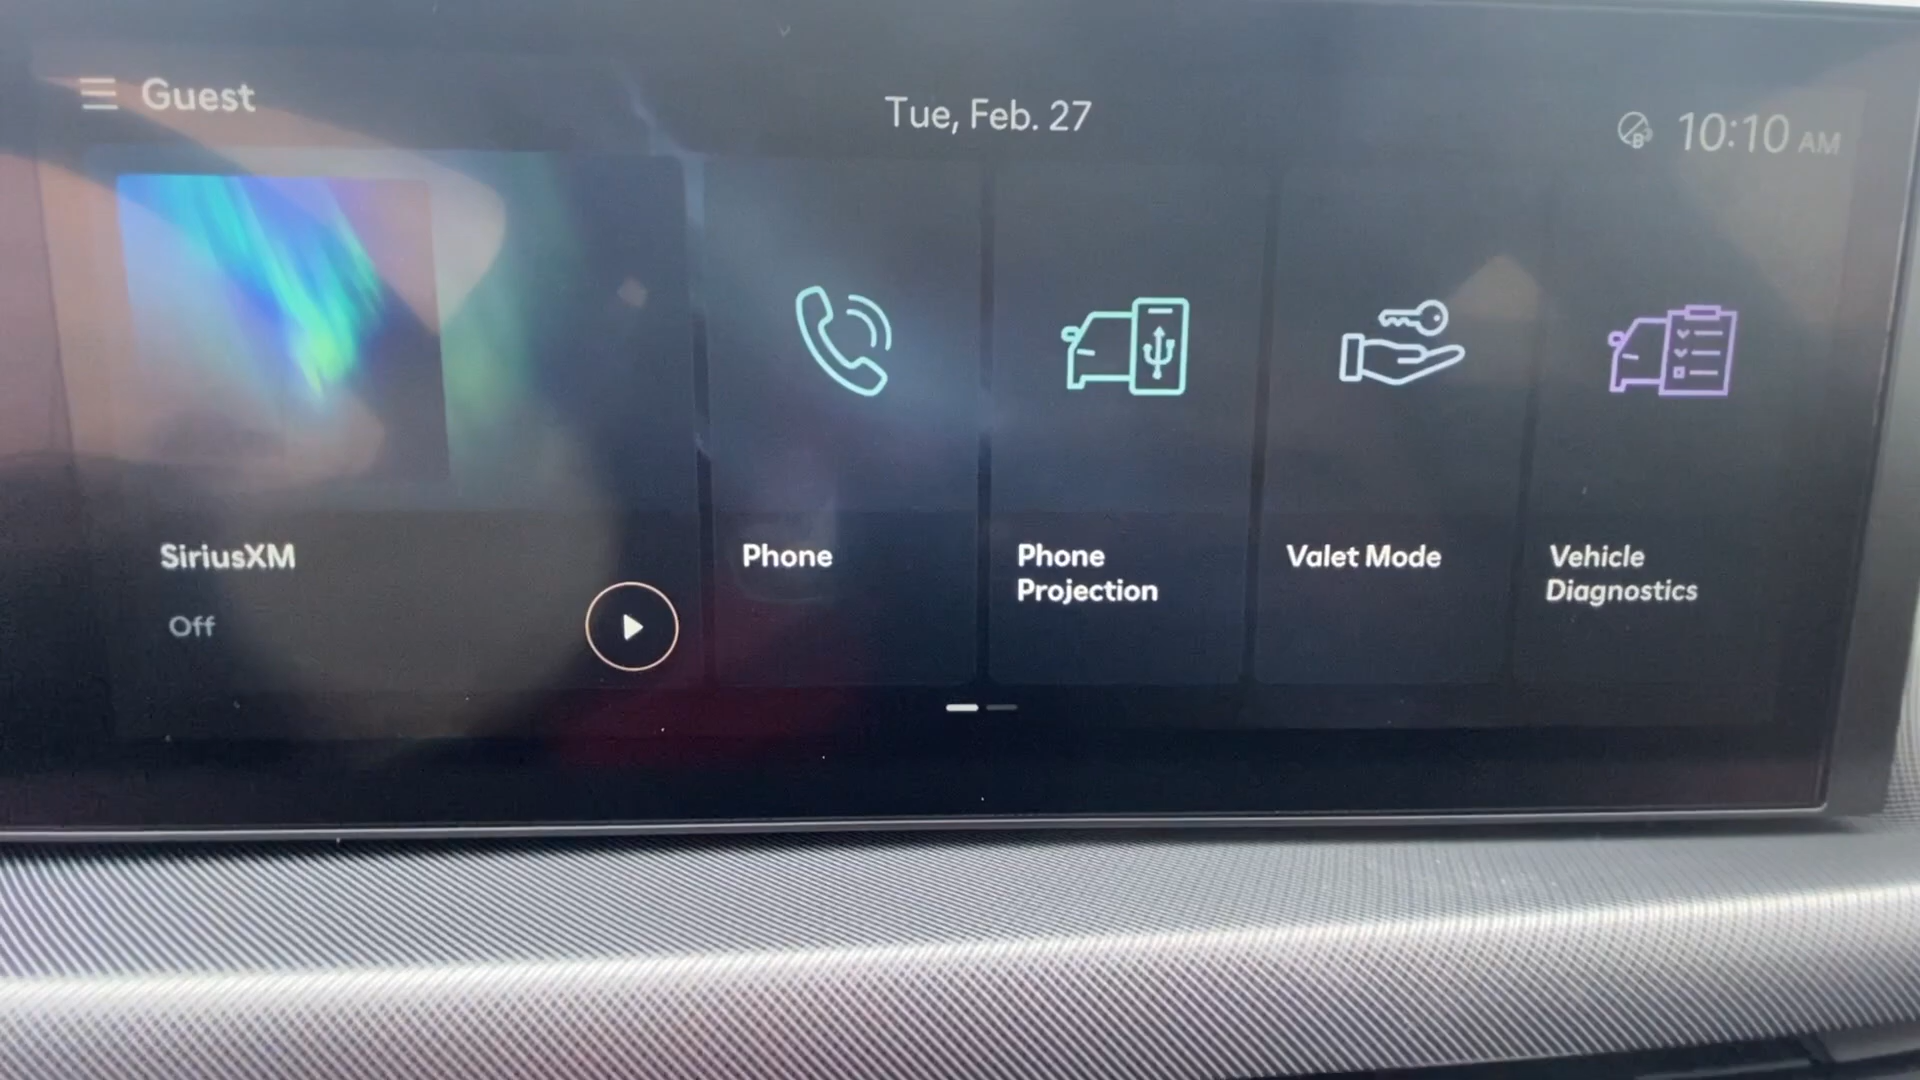 Guest
Tue, Feb. 27
10:10 AM
SiriusXM
Off
Phone
Phone
Projection
Valet Mode
Vehicle
Diagnostics